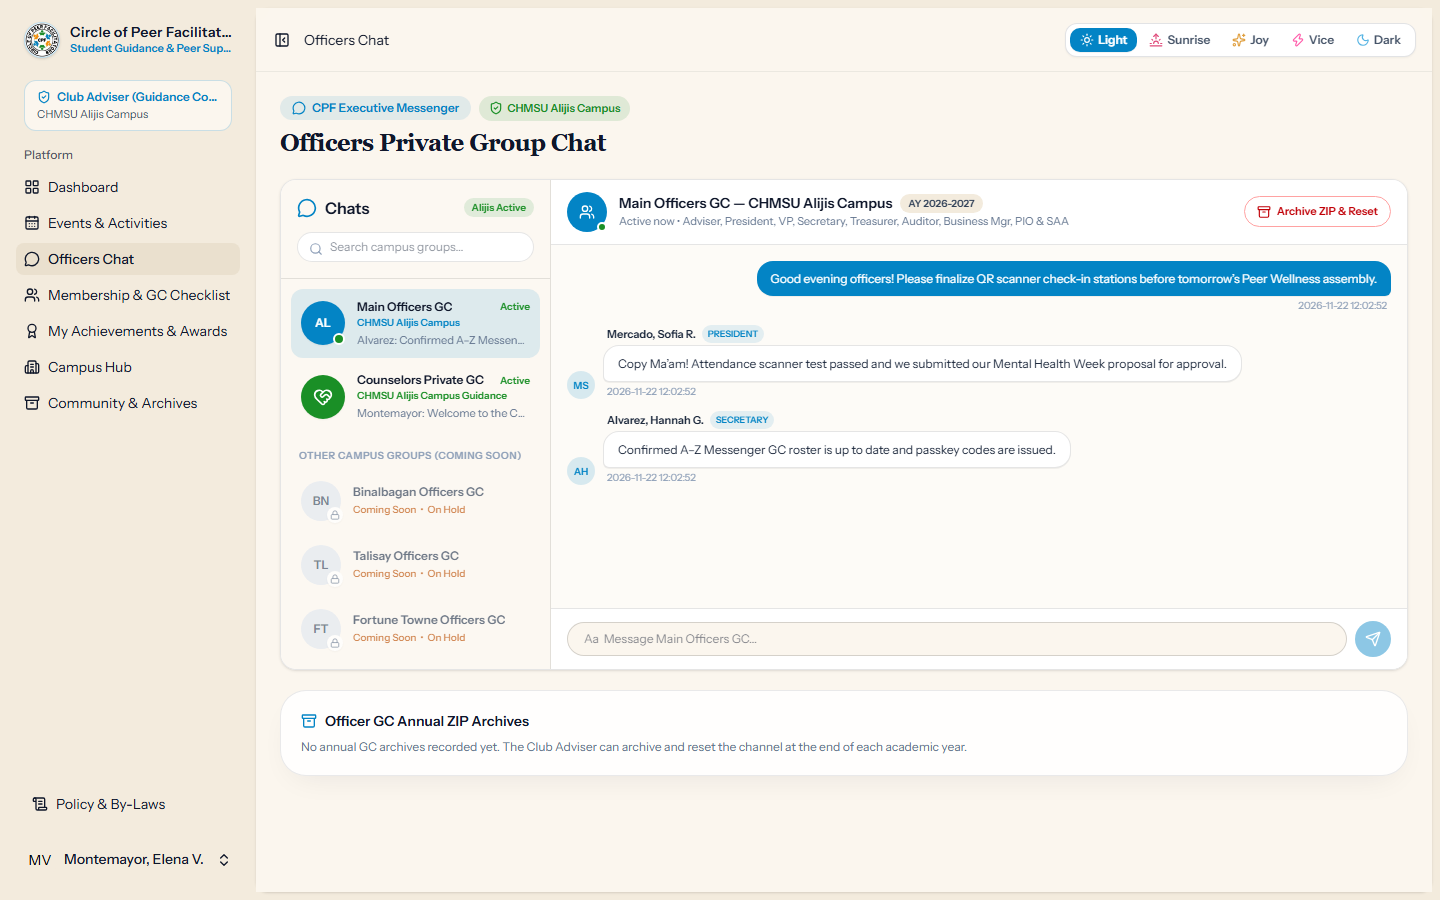 Circle of Peer Facilitat...
Student Guidance & Peer Sup...
Club Adviser (Guidance Co...
CHMSU Alijis Campus
Platform
Dashboard
Events & Activities
Officers Chat
Membership & GC Checklist
My Achievements & Awards
Campus Hub
Community & Archives
Policy & By-Laws
MV Montemayor, Elena V.
Officers Chat
Light Sunrise Joy Vice Dark
CPF Executive Messenger CHMSU Alijis Campus
Officers Private Group Chat
Chats Alijis Active
Search campus groups...
Main Officers GC Active
AL
CHMSU Alijis Campus
Alvarez: Confirmed A–Z Messen...
Counselors Private GC Active
CHMSU Alijis Campus Guidance
Montemayor: Welcome to the C...
OTHER CAMPUS GROUPS (COMING SOON)
BN Binalbagan Officers GC
Coming Soon • On Hold
TL Talisay Officers GC
Coming Soon • On Hold
FT Fortune Towne Officers GC
Coming Soon • On Hold
Main Officers GC — CHMSU Alijis Campus AY 2026-2027
Active now • Adviser, President, VP, Secretary, Treasurer, Auditor, Business Mgr, PIO & SAA
Archive ZIP & Reset
Good evening officers! Please finalize QR scanner check-in stations before tomorrow's Peer Wellness assembly.
2026-11-22 12:02:52
Mercado, Sofia R. PRESIDENT
Copy Ma'am! Attendance scanner test passed and we submitted our Mental Health Week proposal for approval.
MS
2026-11-22 12:02:52
Alvarez, Hannah G. SECRETARY
Confirmed A–Z Messenger GC roster is up to date and passkey codes are issued.
AH
2026-11-22 12:02:52
Aa Message Main Officers GC...
Officer GC Annual ZIP Archives
No annual GC archives recorded yet. The Club Adviser can archive and reset the channel at the end of each academic year.